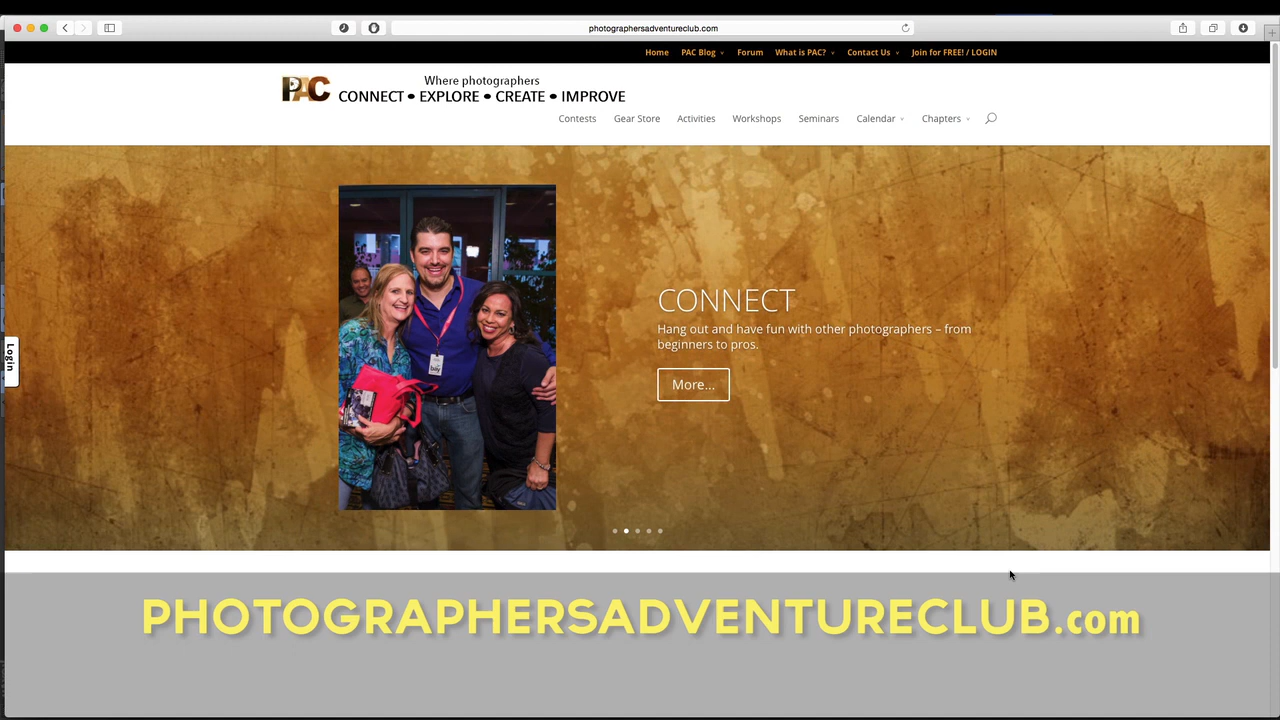 photographersadventureclub.com
Home PAC Blog Forum What is PAC? Contact Us Join for FREE! / LOGIN
PAC
Where photographers
CONNECT • EXPLORE • CREATE • IMPROVE
Contests Gear Store Activities Workshops Seminars Calendar Chapters
CONNECT
Hang out and have fun with other photographers – from
beginners to pros.
More...
Login
bay
PHOTOGRAPHERSADVENTURECLUB.com